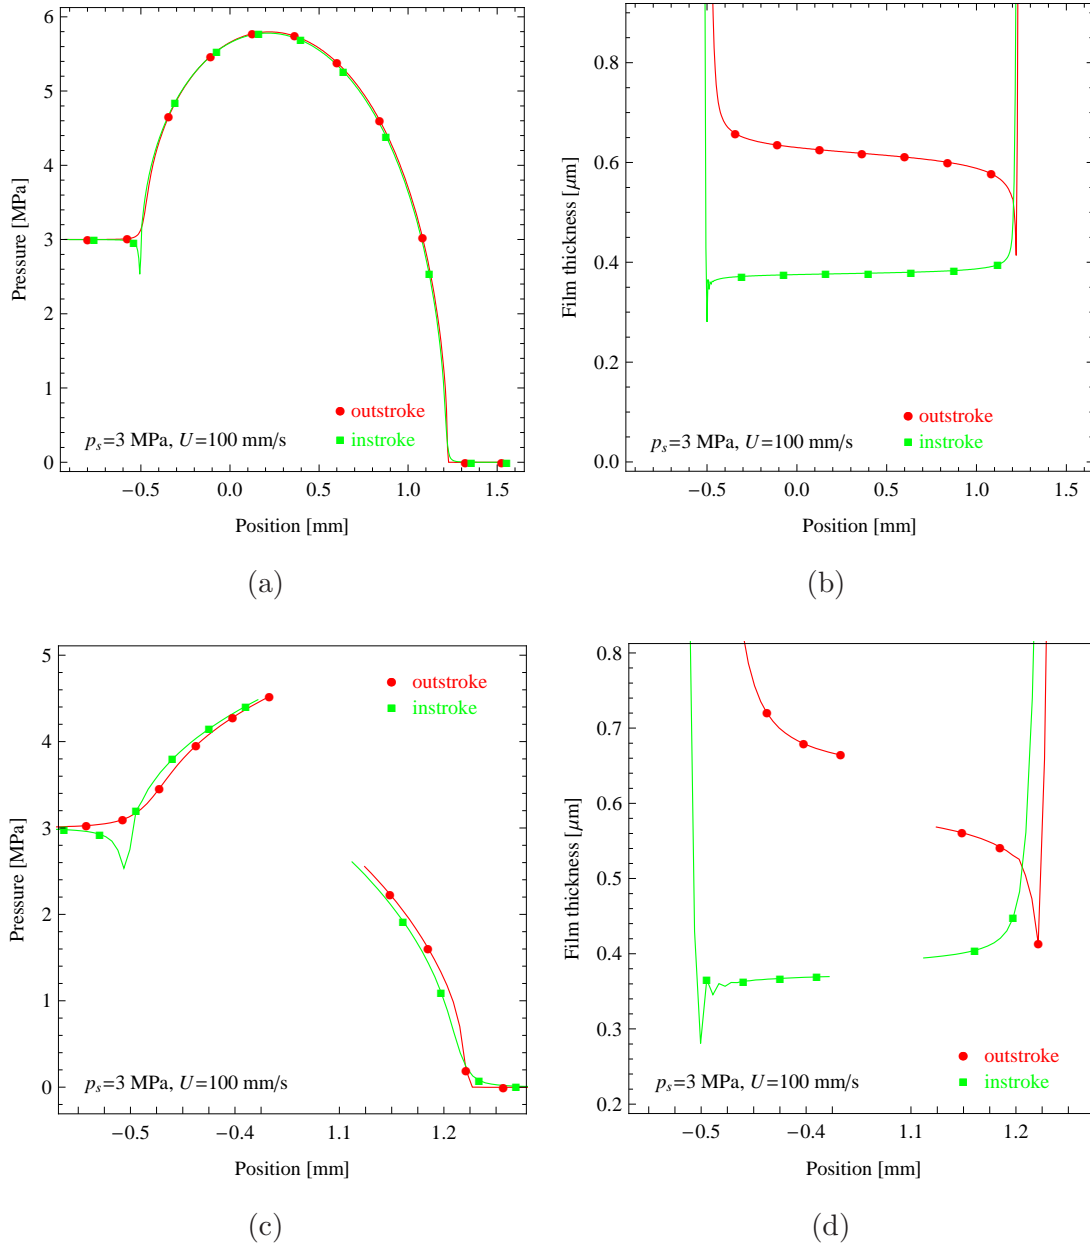 6
5
4
3
2
1
0
Pressure [MPa]
outstroke
instroke
pₛ=3 MPa, U=100 mm/s
−0.5 0.0 0.5 1.0 1.5
Position [mm]
(a)
0.8
0.6
0.4
0.2
0.0
Film thickness [μm]
outstroke
instroke
pₛ=3 MPa, U=100 mm/s
−0.5 0.0 0.5 1.0 1.5
Position [mm]
(b)
5
4
3
2
1
0
Pressure [MPa]
outstroke
instroke
pₛ=3 MPa, U=100 mm/s
−0.5 −0.4 1.1 1.2
Position [mm]
(c)
0.8
0.7
0.6
0.5
0.4
0.3
0.2
Film thickness [μm]
outstroke
instroke
pₛ=3 MPa, U=100 mm/s
−0.5 −0.4 1.1 1.2
Position [mm]
(d)